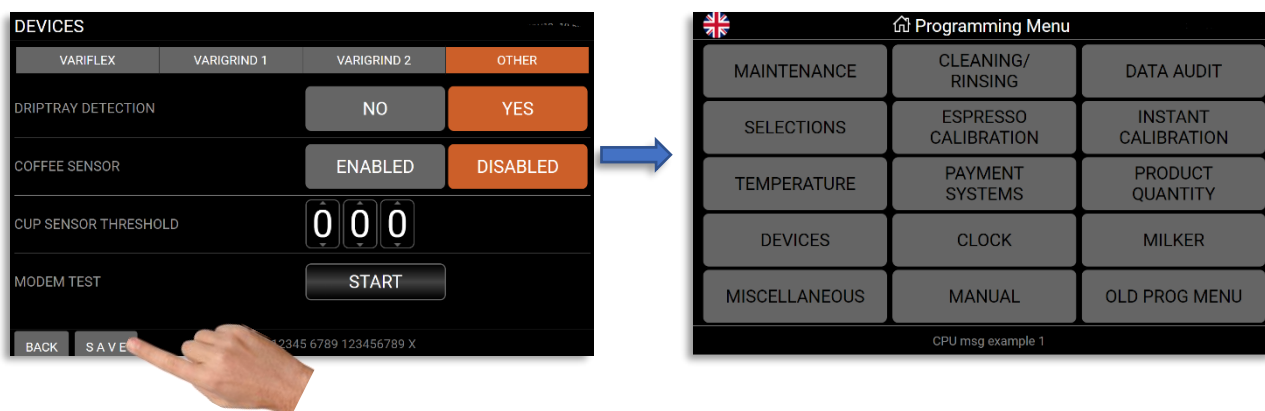 DEVICES
VARIFLEX VARIGRIND 1 VARIGRIND 2 OTHER
DRIPTRAY DETECTION NO YES
COFFEE SENSOR ENABLED DISABLED
CUP SENSOR THRESHOLD 0 0 0
MODEM TEST START
BACK SAVE 12345 6789 123456789 X
Programming Menu
MAINTENANCE CLEANING/ RINSING DATA AUDIT
SELECTIONS ESPRESSO CALIBRATION INSTANT CALIBRATION
TEMPERATURE PAYMENT SYSTEMS PRODUCT QUANTITY
DEVICES CLOCK MILKER
MISCELLANEOUS MANUAL OLD PROG MENU
CPU msg example 1